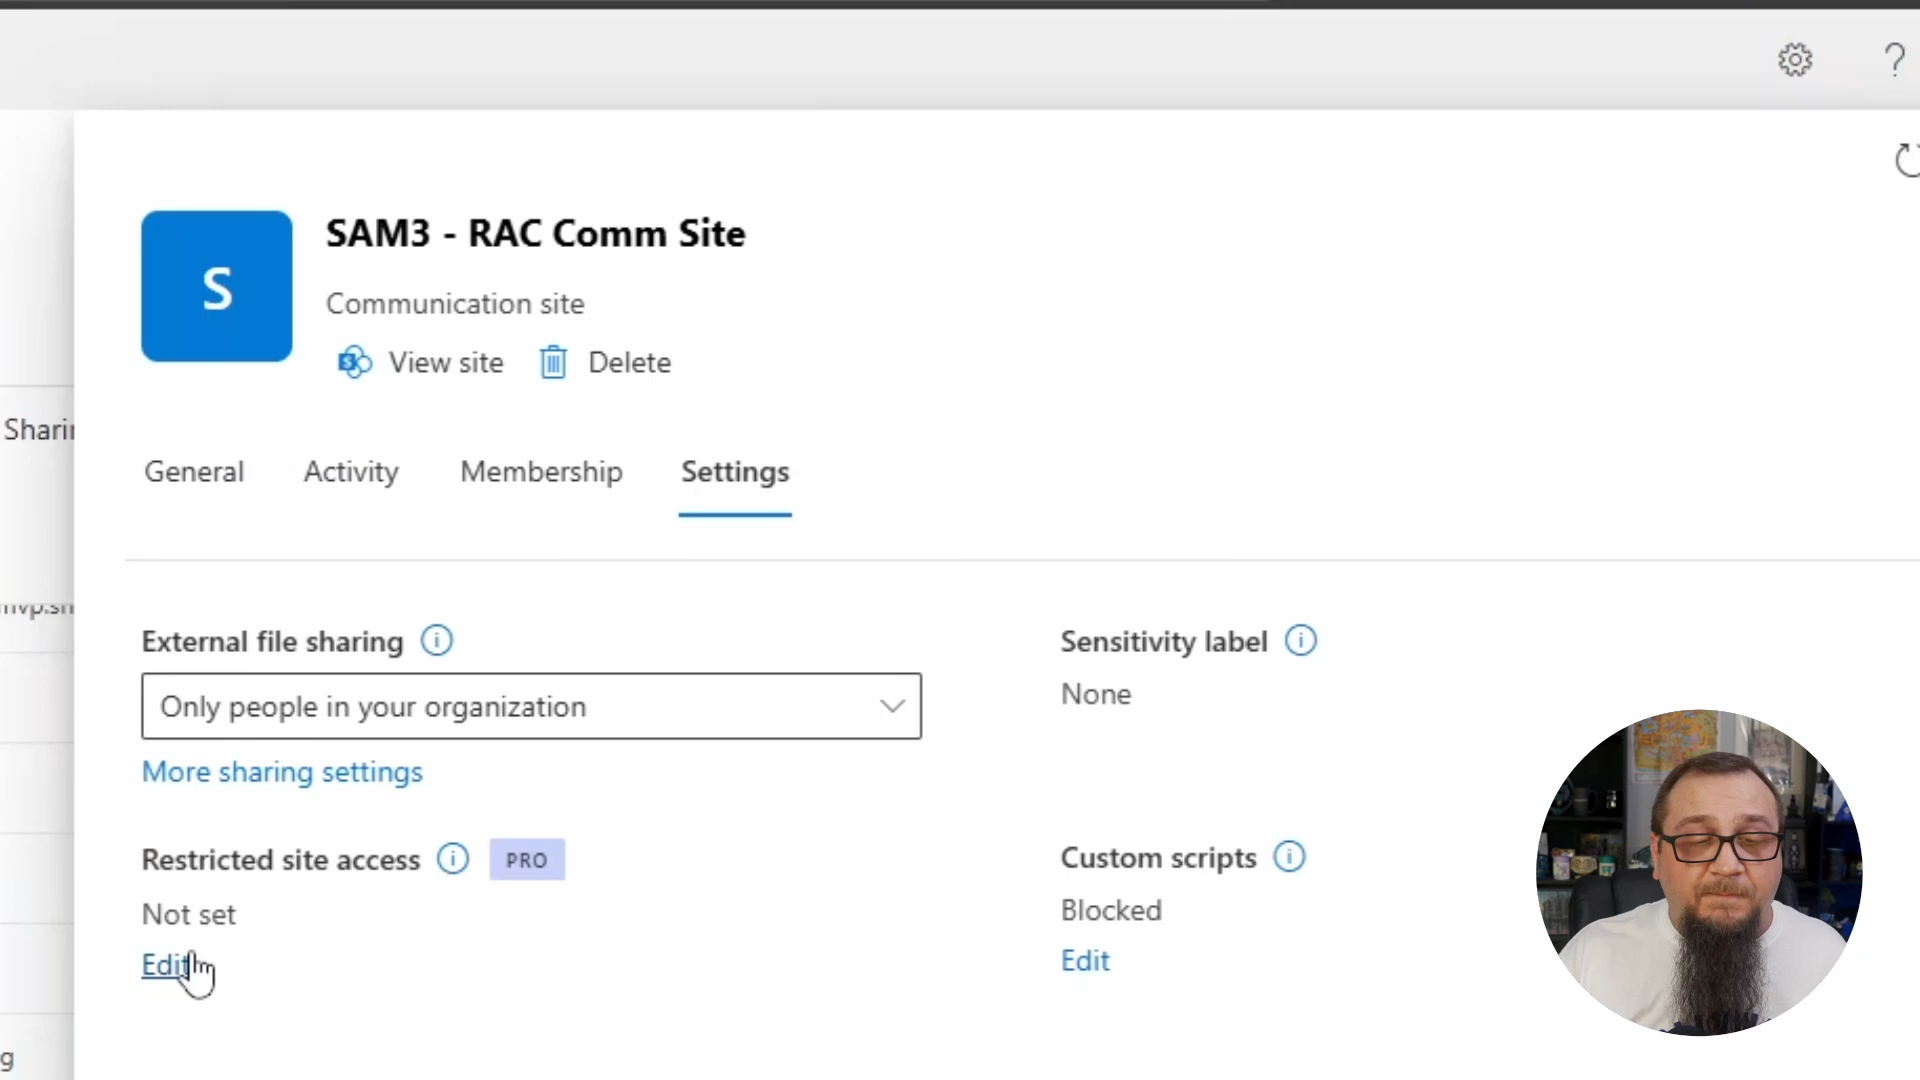 SAM3 - RAC Comm Site
S
Communication site
View site
Delete
General
Activity
Membership
Settings
External file sharing
Only people in your organization
More sharing settings
Sensitivity label
None
Restricted site access
PRO
Not set
Edit
Custom scripts
Blocked
Edit